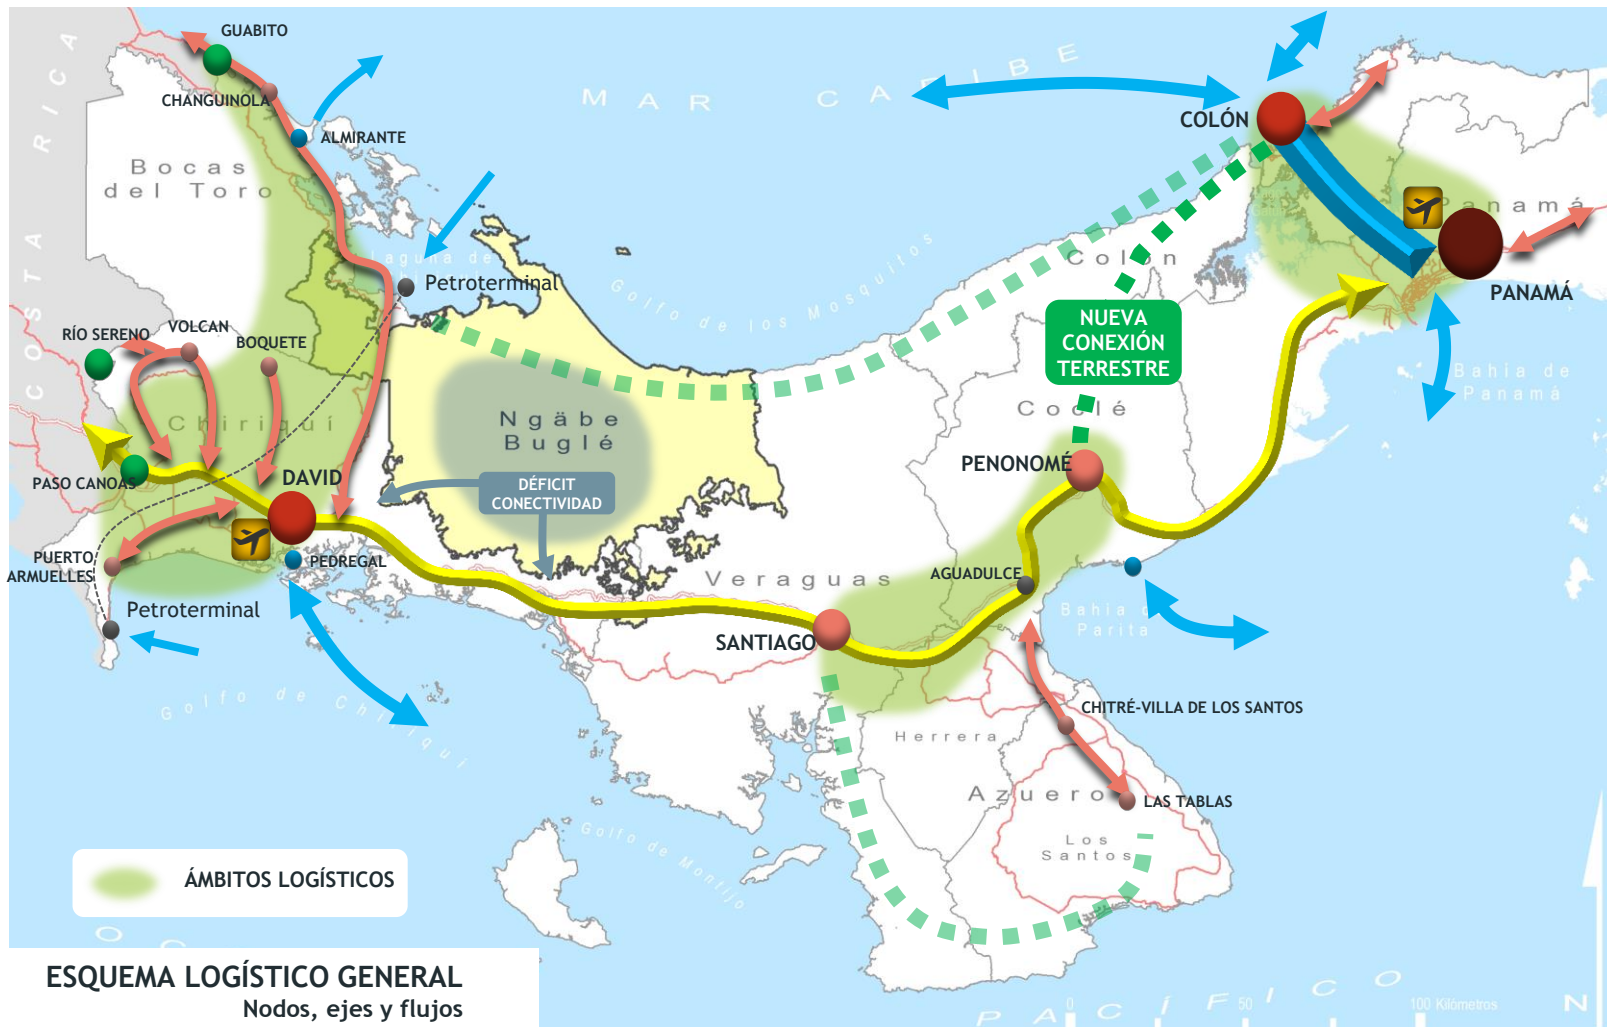 GUABITO
CHANGUINOLA
ALMIRANTE
COSTA RICA
MAR CARIBE
Bocas
del Toro
COLÓN
Panamá
PANAMÁ
Laguna de
Petroterminal
Golfo de los Mosquitos
Colón
NUEVA
CONEXIÓN
TERRESTRE
RÍO SERENO
VOLCAN
BOQUETE
Bahía de
Panamá
Chiriquí
Ngäbe
Buglé
Coclé
PENONOMÉ
PASO CANOAS
DAVID
DÉFICIT
CONECTIVIDAD
PUERTO
ARMUELLES
PEDREGAL
Petroterminal
Veraguas
AGUADULCE
Bahía de
Parita
SANTIAGO
Golfo de Chiriquí
CHITRÉ-VILLA DE LOS SANTOS
Herrera
Azuero
LAS TABLAS
Los
Santos
Golfo de Montijo
ÁMBITOS LOGÍSTICOS
ESQUEMA LOGÍSTICO GENERAL
Nodos, ejes y flujos
PACÍFICO
0 50 100 Kilómetros
N